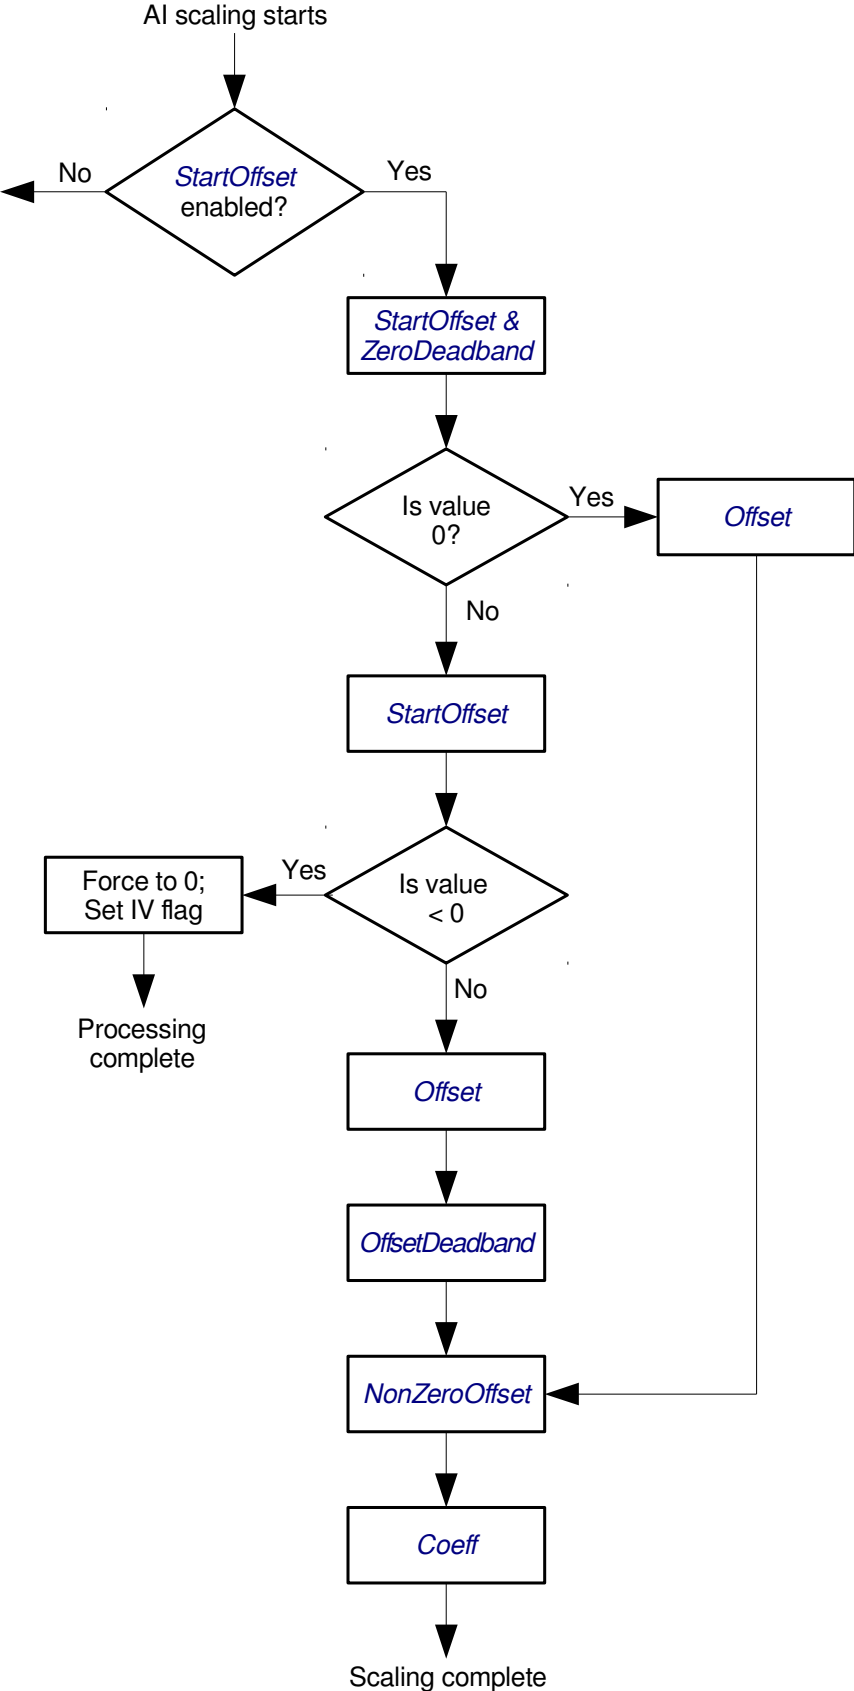 AI scaling starts
No
StartOffset
enabled?
Yes
StartOffset &
ZeroDeadband
Is value
0?
Yes
Offset
No
StartOffset
Force to 0;
Set IV flag
Yes
Is value
< 0
No
Processing
complete
Offset
OffsetDeadband
NonZeroOffset
Coeff
Scaling complete